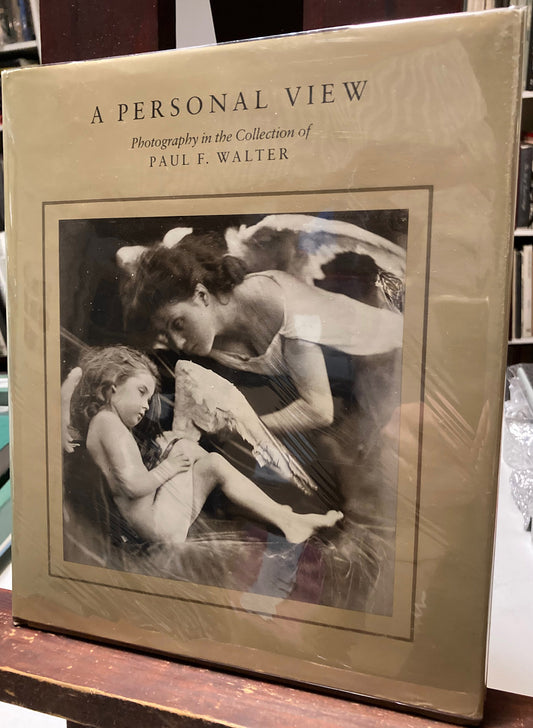 A PERSONAL VIEW
Photography in the Collection of
PAUL F. WALTER